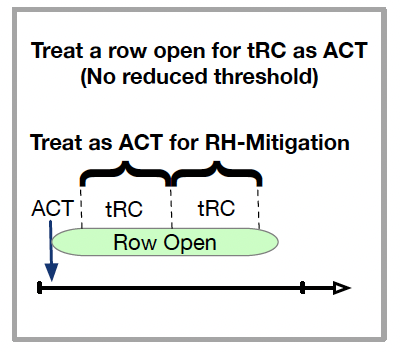 Treat a row open for tRC as ACT
(No reduced threshold)
Treat as ACT for RH-Mitigation
ACT tRC tRC
Row Open